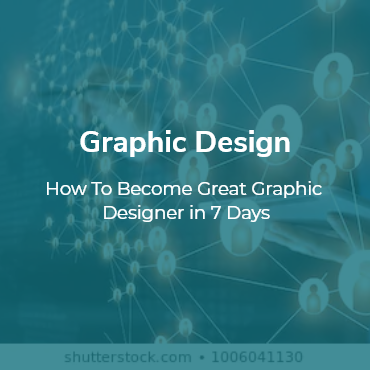 Graphic Design
How To Become Great Graphic
Designer in 7 Days
shutterstock.com • 1006041130